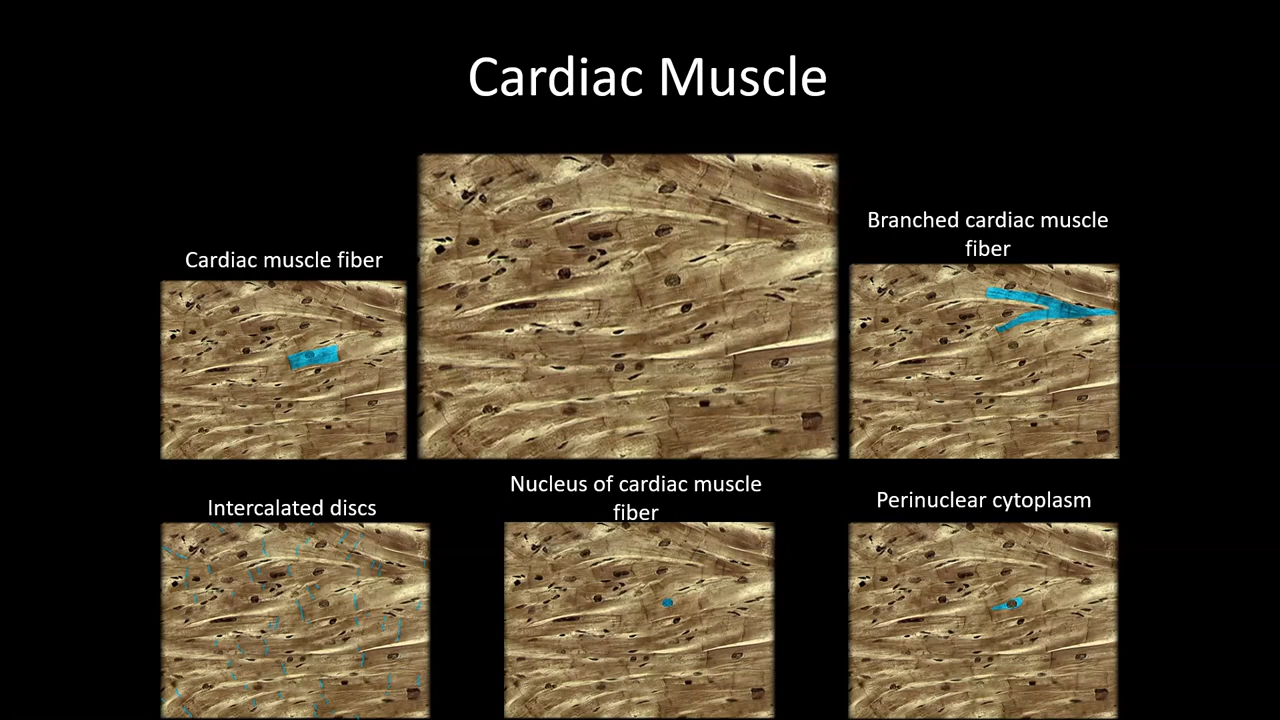 Cardiac Muscle
Branched cardiac muscle
fiber
Cardiac muscle fiber
Intercalated discs
Nucleus of cardiac muscle
fiber
Perinuclear cytoplasm